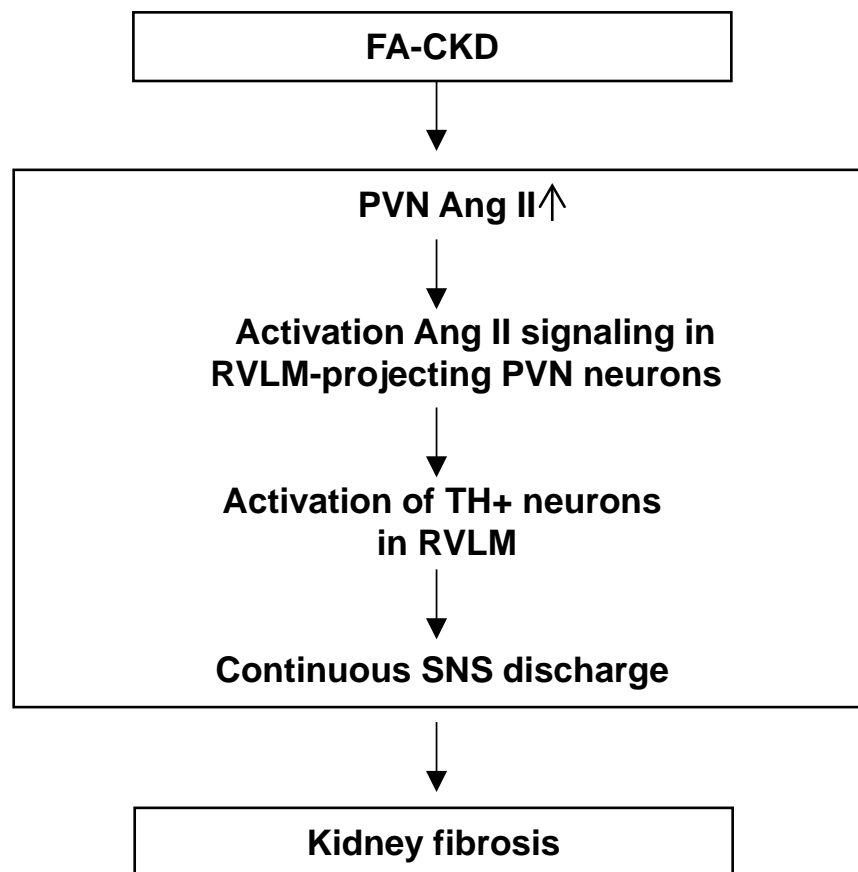 FA-CKD
PVN Ang II↑
Activation Ang II signaling in
RVLM-projecting PVN neurons
Activation of TH+ neurons
in RVLM
Continuous SNS discharge
Kidney fibrosis